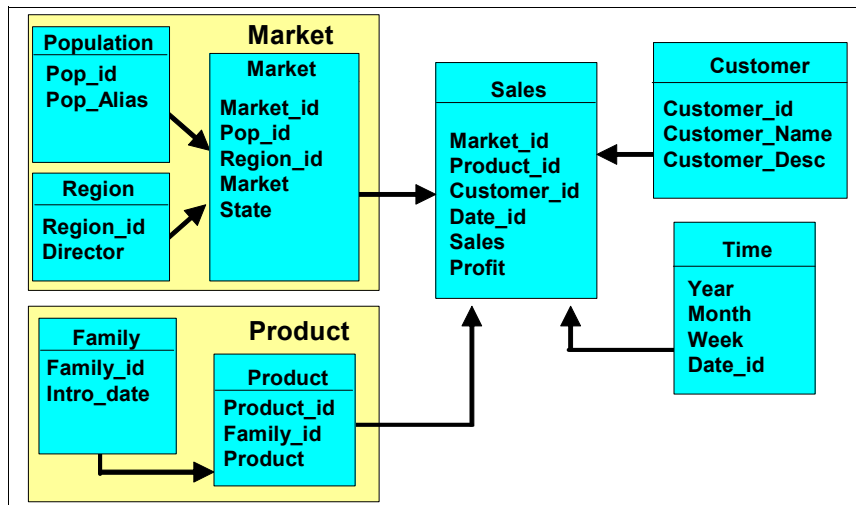 Market
Population
Pop_id
Pop_Alias
Region
Region_id
Director
Market
Market_id
Pop_id
Region_id
Market
State
Sales
Market_id
Product_id
Customer_id
Date_id
Sales
Profit
Customer
Customer_id
Customer_Name
Customer_Desc
Time
Year
Month
Week
Date_id
Product
Family
Family_id
Intro_date
Product
Product_id
Family_id
Product